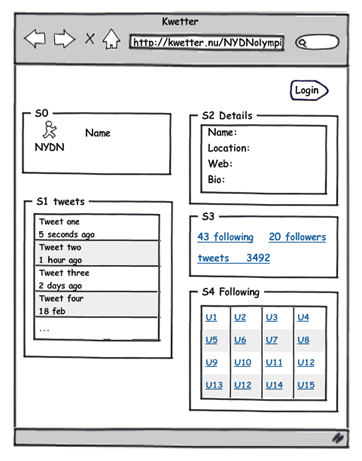 Kwetter
X
http://kwetter.nu/NYDNolympi
Login
S0
Name
NYDN
S1 tweets
Tweet one
5 seconds ago
Tweet two
1 hour ago
Tweet three
2 days ago
Tweet four
18 feb
...
S2 Details
Name:
Location:
Web:
Bio:
S3
43 following 20 followers
tweets 3492
S4 Following
U1 U2 U3 U4
U5 U6 U7 U8
U9 U10 U11 U12
U13 U12 U14 U15